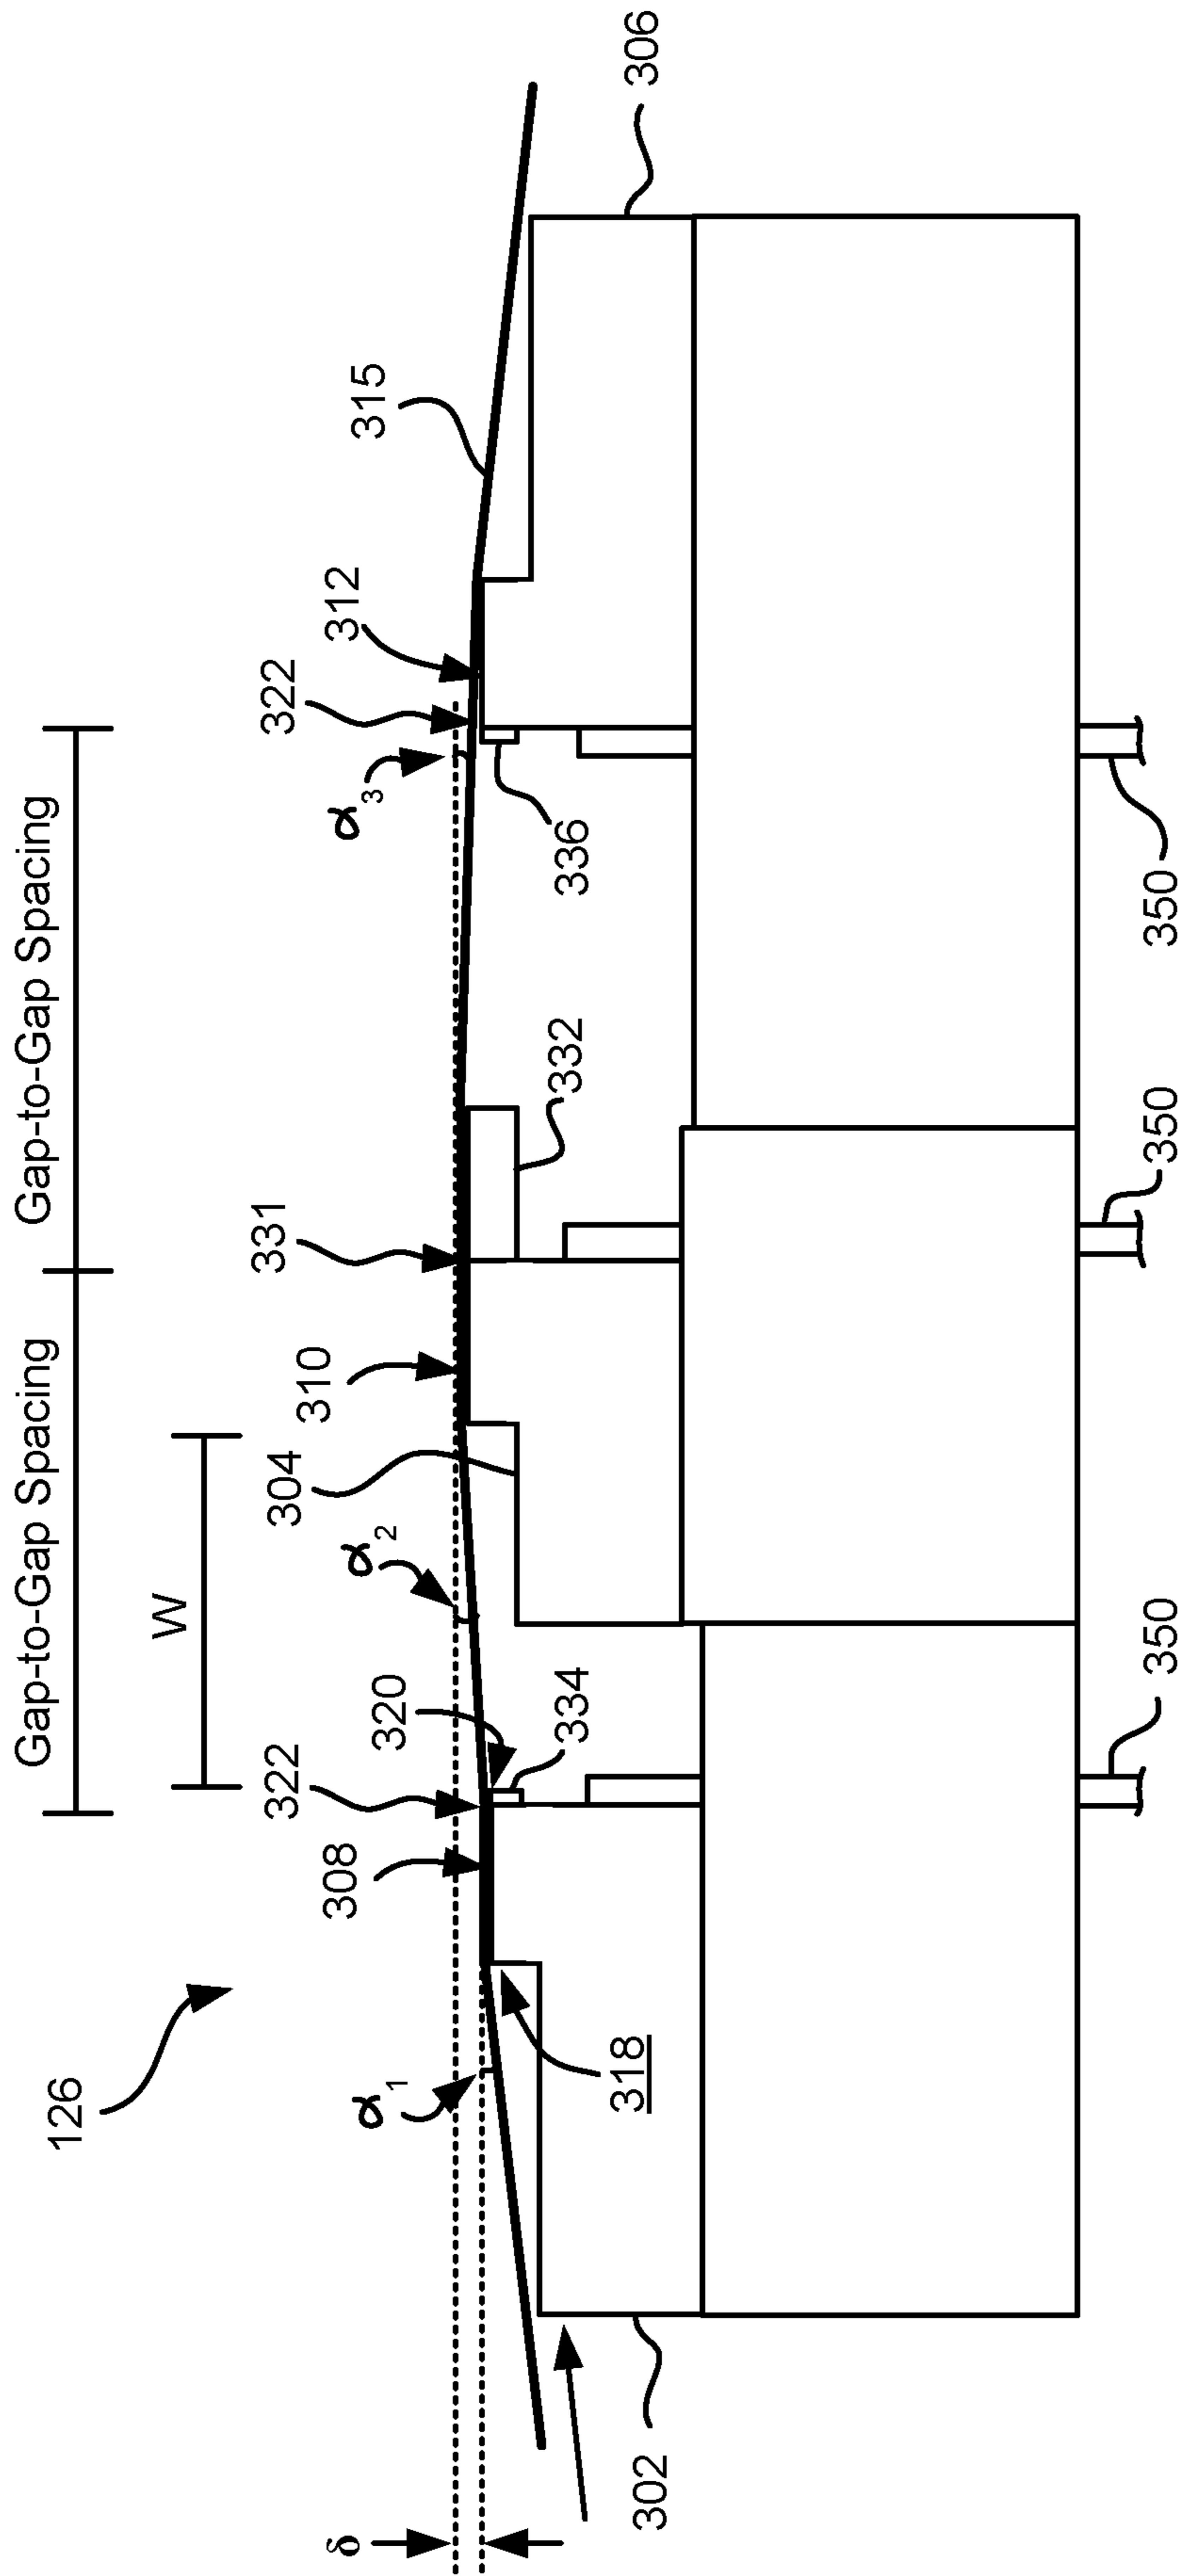 Gap-to-Gap Spacing
Gap-to-Gap Spacing
W
126
δ
α1
308
322
320
334
α2
304
310
331
332
α3
322
312
336
315
306
318
302
350
350
350